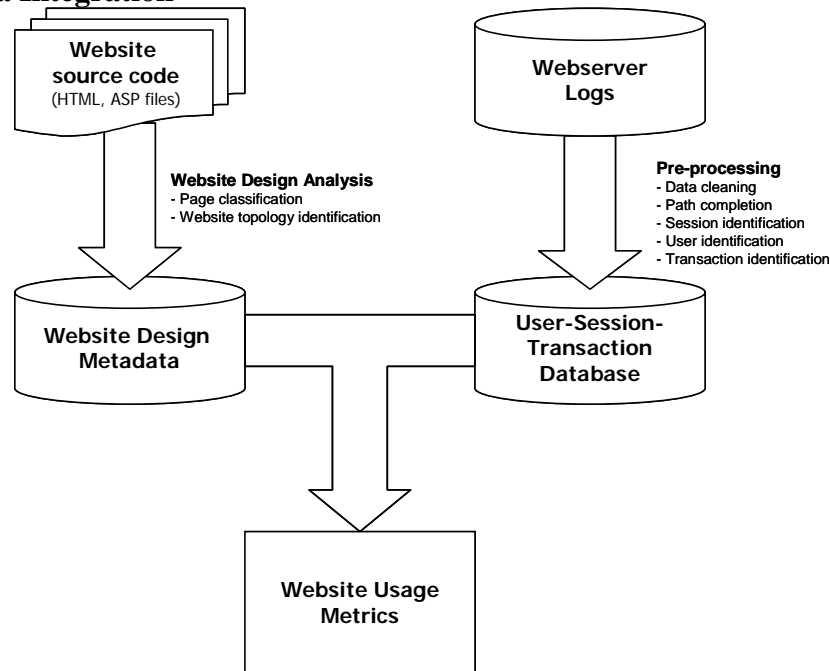 Integration
Website
source code
(HTML, ASP files)
Webserver
Logs
Website Design Analysis
- Page classification
- Website topology identification
Pre-processing
- Data cleaning
- Path completion
- Session identification
- User identification
- Transaction identification
Website Design
Metadata
User-Session-
Transaction
Database
Website Usage
Metrics